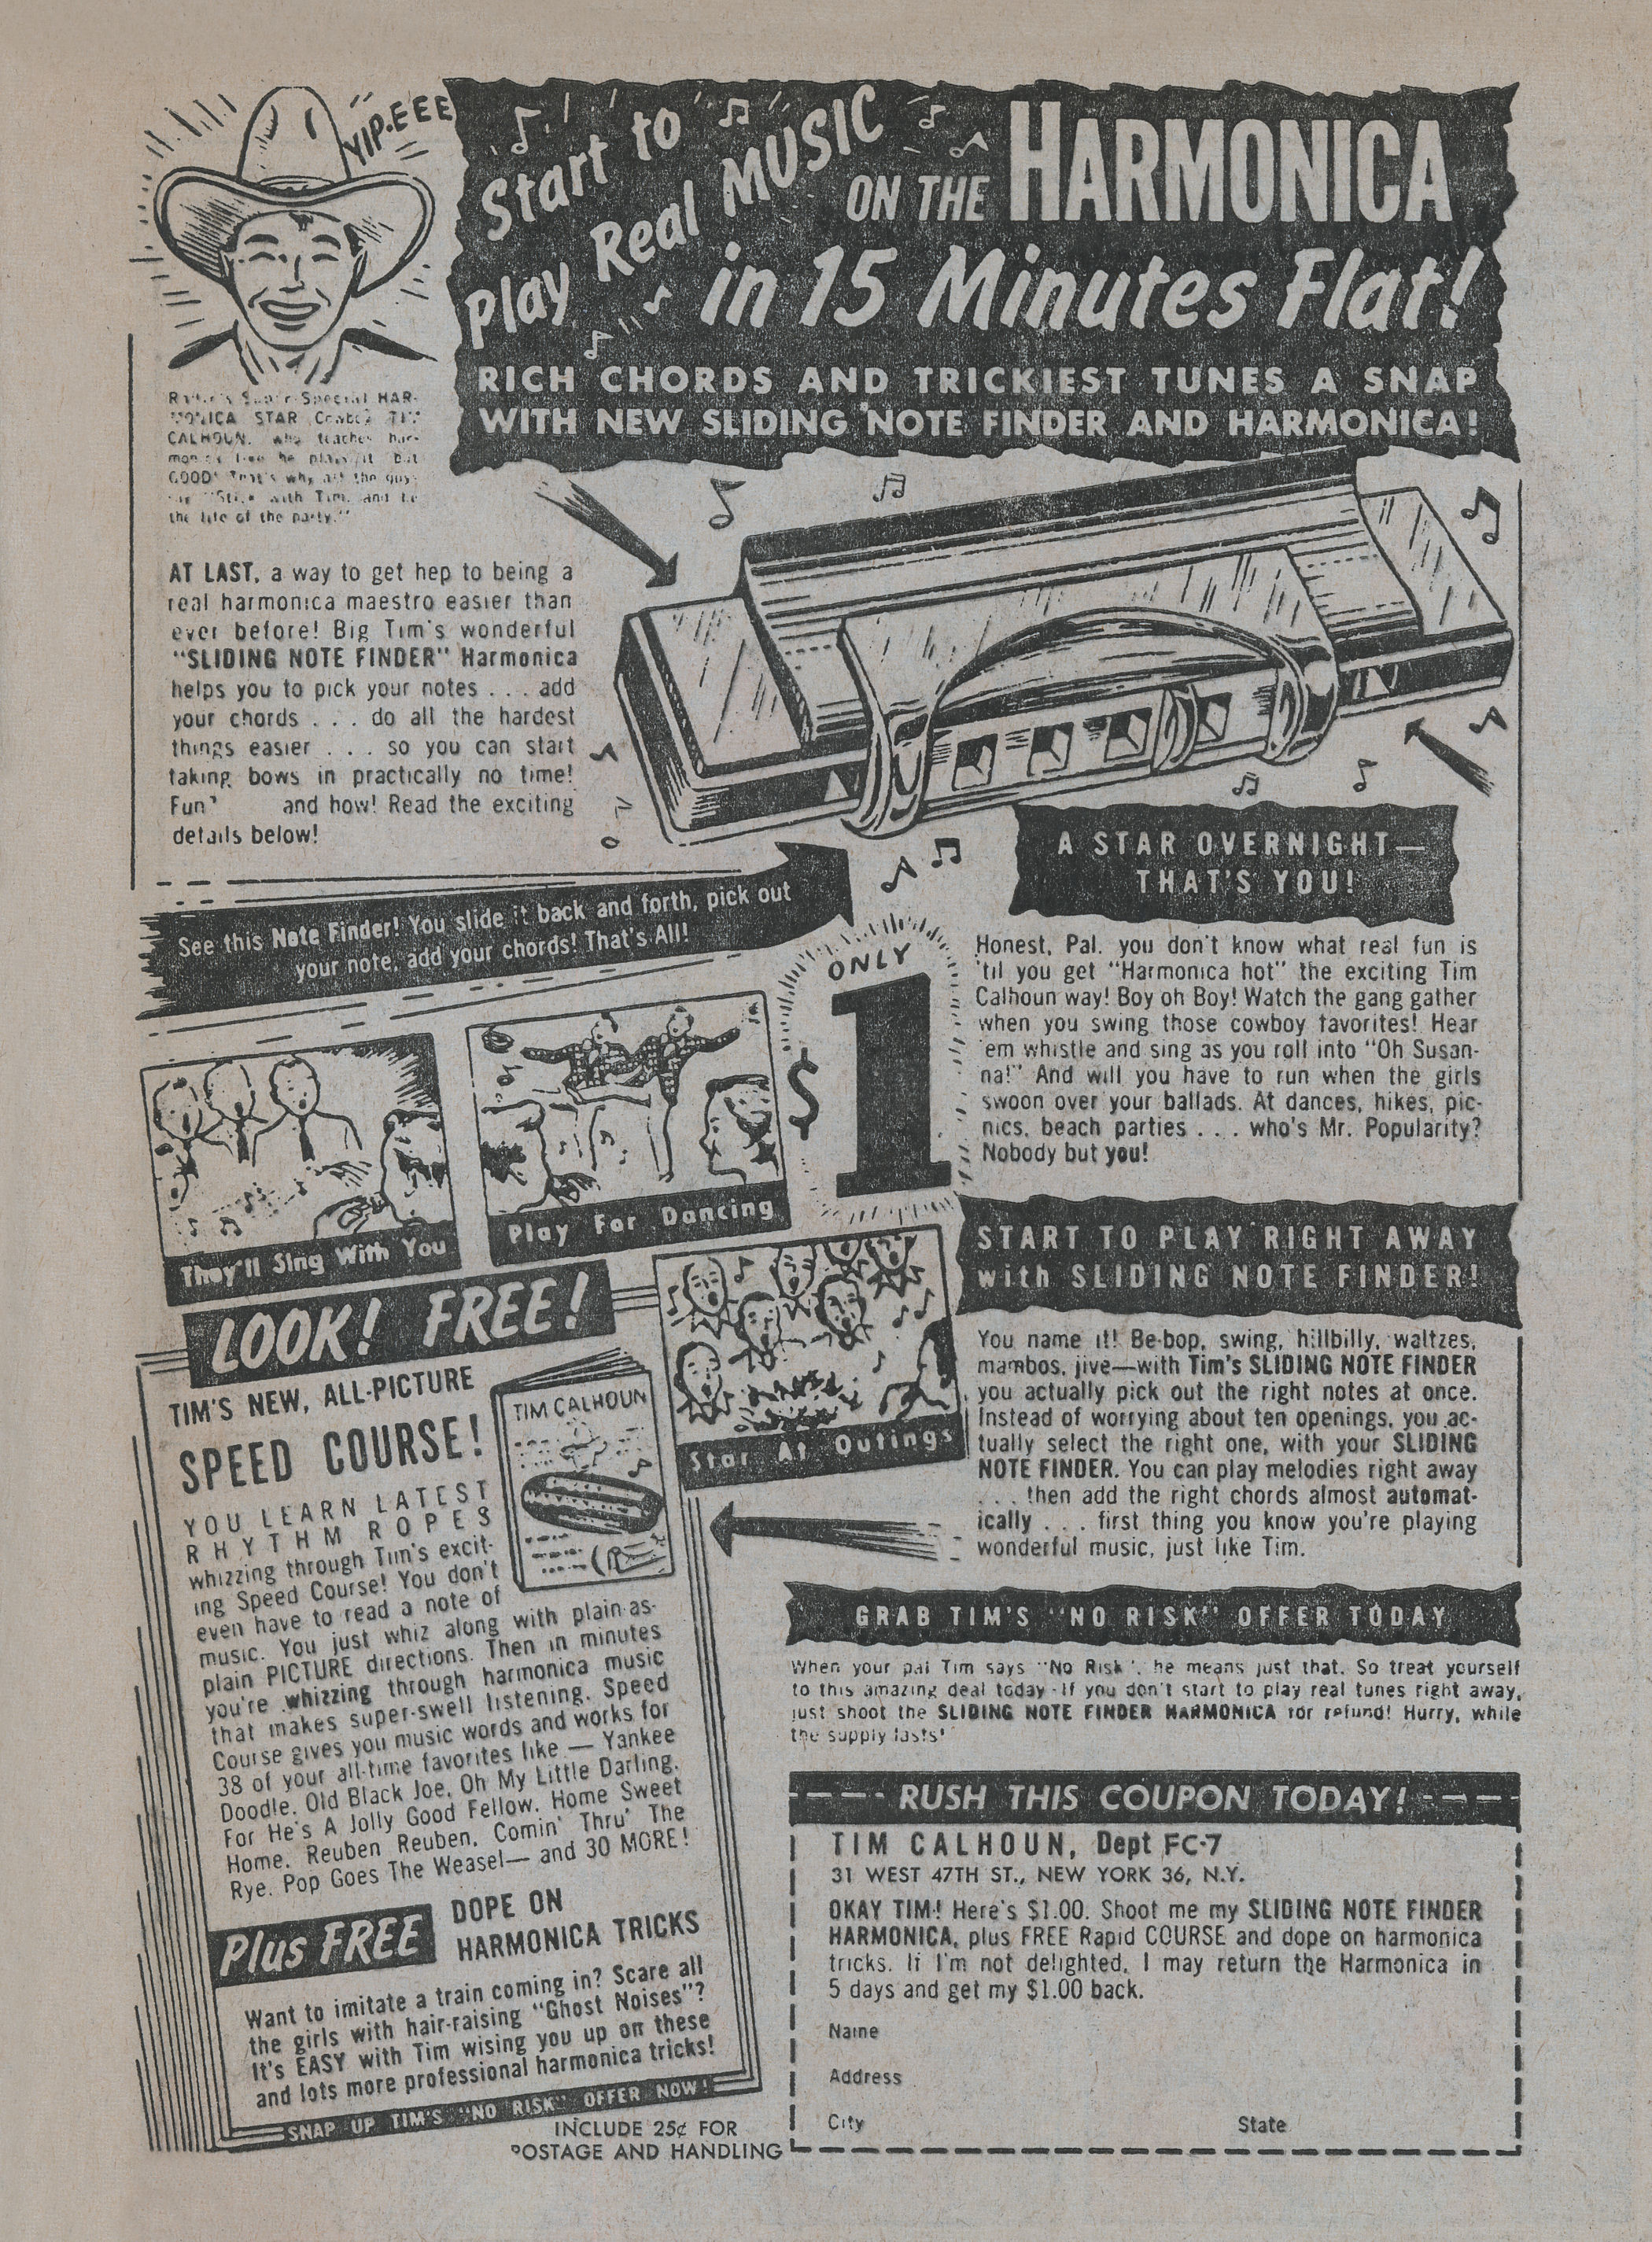 YIP-EEE
Start to
Play Real MUSIC
ON THE HARMONICA
in 15 Minutes Flat!
RICH CHORDS AND TRICKIEST TUNES A SNAP
WITH NEW SLIDING NOTE FINDER AND HARMONICA!
Special HAR-
MONICA STAR Cowboy TIM
CALHOUN, who teaches har-
monica like he plays it but
GOOD! That's why all the guys
say "Stick with Tim, and be
the life of the party."
AT LAST, a way to get hep to being a
real harmonica maestro easier than
ever before! Big Tim's wonderful
"SLIDING NOTE FINDER" Harmonica
helps you to pick your notes . . . add
your chords . . . do all the hardest
things easier . . . so you can start
taking bows in practically no time!
Fun? and how! Read the exciting
details below!
See this Note Finder! You slide it back and forth, pick out
your note, add your chords! That's All!
ONLY
$1
A STAR OVERNIGHT—
THAT'S YOU!
Honest, Pal. you don't know what real fun is
'til you get "Harmonica hot" the exciting Tim
Calhoun way! Boy oh Boy! Watch the gang gather
when you swing those cowboy favorites! Hear
'em whistle and sing as you roll into "Oh Susan-
na!" And will you have to run when the girls
swoon over your ballads. At dances, hikes, pic-
nics, beach parties . . . who's Mr. Popularity?
Nobody but you!
They'll Sing With You
Play For Dancing
Star At Outings
START TO PLAY RIGHT AWAY
with SLIDING NOTE FINDER!
You name it! Be-bop, swing, hillbilly, waltzes,
mambos, jive—with Tim's SLIDING NOTE FINDER
you actually pick out the right notes at once.
Instead of worrying about ten openings, you ac-
tually select the right one, with your SLIDING
NOTE FINDER. You can play melodies right away
. . . then add the right chords almost automat-
ically . . . first thing you know you're playing
wonderful music, just like Tim.
LOOK! FREE!
TIM'S NEW, ALL-PICTURE
SPEED COURSE!
TIM CALHOUN
YOU LEARN LATEST
RHYTHM ROPES
whizzing through Tim's excit-
ing Speed Course! You don't
even have to read a note of
music. You just whiz along with plain-as-
plain PICTURE directions. Then in minutes
you're whizzing through harmonica music
that makes super-swell listening. Speed
Course gives you music words and works for
38 of your all-time favorites like — Yankee
Doodle, Old Black Joe, Oh My Little Darling,
For He's A Jolly Good Fellow, Home Sweet
Home, Reuben Reuben, Comin' Thru' The
Rye, Pop Goes The Weasel— and 30 MORE!
Plus FREE
DOPE ON
HARMONICA TRICKS
Want to imitate a train coming in? Scare all
the girls with hair-raising "Ghost Noises"?
It's EASY with Tim wising you up on these
and lots more professional harmonica tricks!
SNAP UP TIM'S "NO RISK" OFFER NOW!
INCLUDE 25¢ FOR
POSTAGE AND HANDLING
GRAB TIM'S "NO RISK" OFFER TODAY
When your pal Tim says "No Risk", he means just that. So treat yourself
to this amazing deal today-If you don't start to play real tunes right away,
just shoot the SLIDING NOTE FINDER HARMONICA for refund! Hurry, while
the supply lasts!
RUSH THIS COUPON TODAY!
TIM CALHOUN, Dept FC-7
31 WEST 47TH ST., NEW YORK 36, N.Y.
OKAY TIM! Here's $1.00. Shoot me my SLIDING NOTE FINDER
HARMONICA, plus FREE Rapid COURSE and dope on harmonica
tricks. If I'm not delighted, I may return the Harmonica in
5 days and get my $1.00 back.
Name
Address
City State